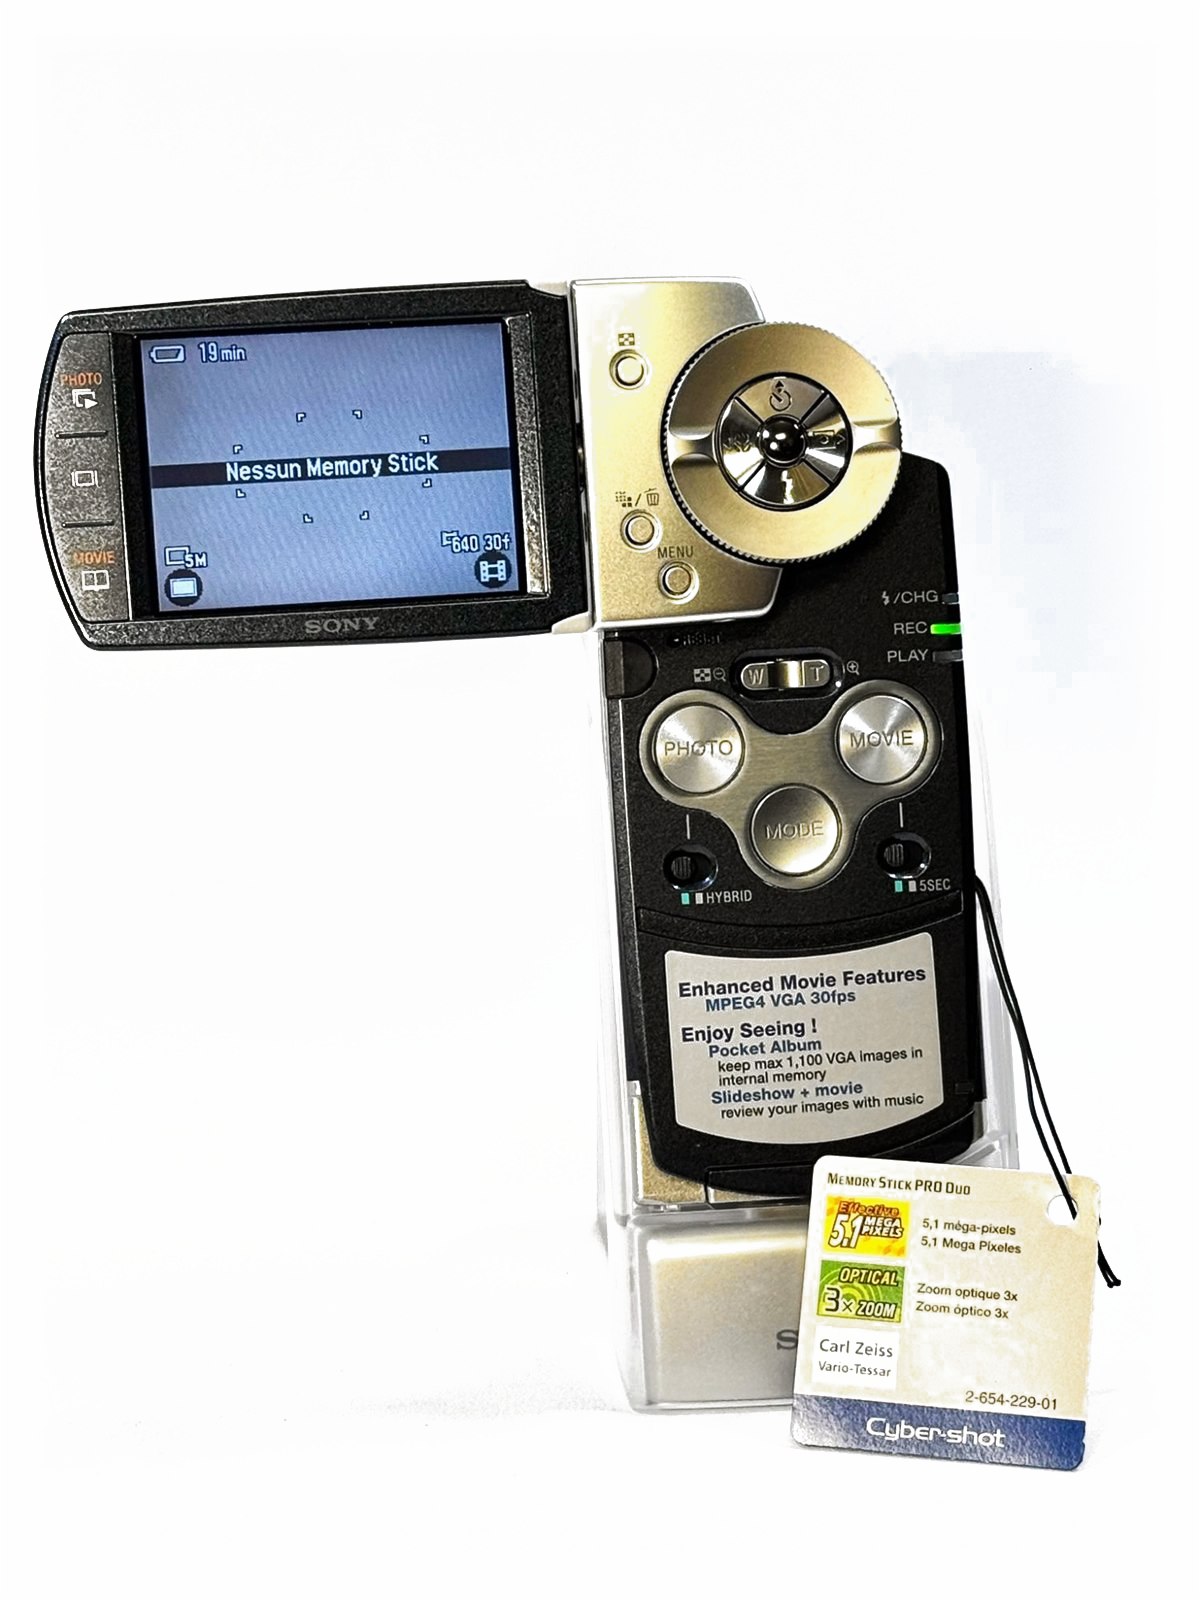 PHOTO
MOVIE
19min
Nessun Memory Stick
5M
640 30f
SONY
MENU
/CHG
REC
PLAY
RESET
W T
PHOTO
MOVIE
MODE
HYBRID
5SEC
Enhanced Movie Features
MPEG4 VGA 30fps
Enjoy Seeing !
Pocket Album
keep max 1,100 VGA images in
internal memory
Slideshow + movie
review your images with music
MEMORY STICK PRO DUO
Effective
5.1 MEGA
PIXELS
5,1 méga-pixels
5,1 Mega Píxeles
OPTICAL
3x ZOOM
Zoom optique 3x
Zoom óptico 3x
Carl Zeiss
Vario-Tessar
2-654-229-01
Cyber-shot